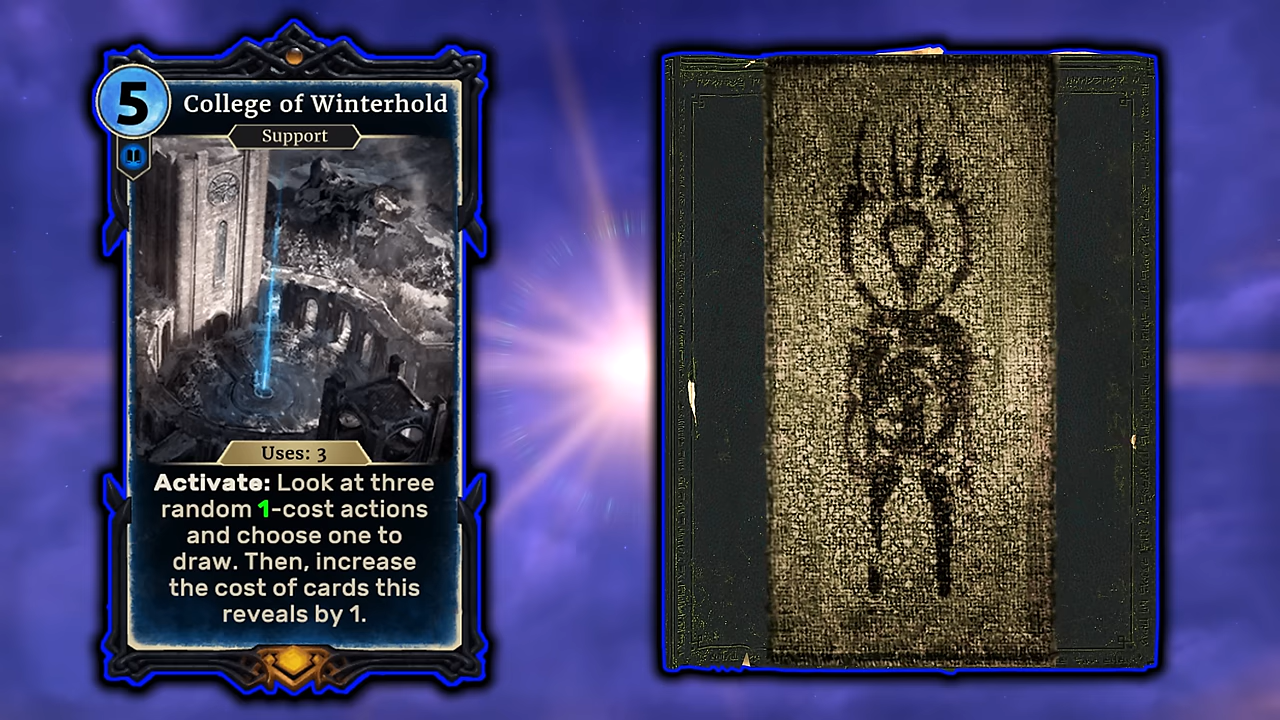 5
College of Winterhold
Support
Uses: 3
Activate: Look at three
random 1-cost actions
and choose one to
draw. Then, increase
the cost of cards this
reveals by 1.